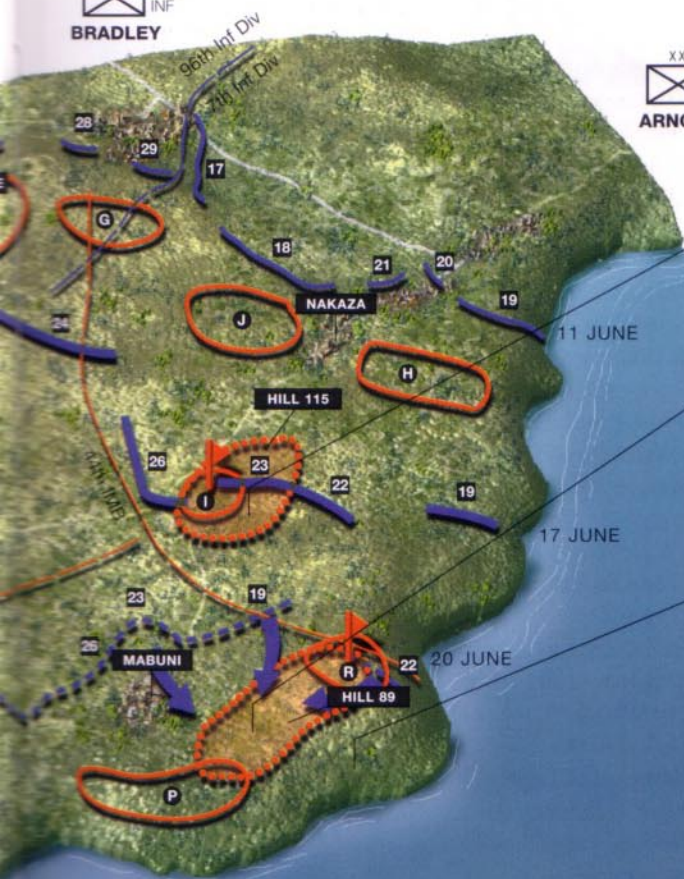 INF
BRADLEY
96th Inf Div
7th Inf Div
XX
ARNO
28
29
17
E
G
18
21
20
19
NAKAZA
J
24
11 JUNE
H
HILL 115
26
23
22
I
19
44th IMB
17 JUNE
23
19
26
MABUNI
R
22
20 JUNE
HILL 89
P